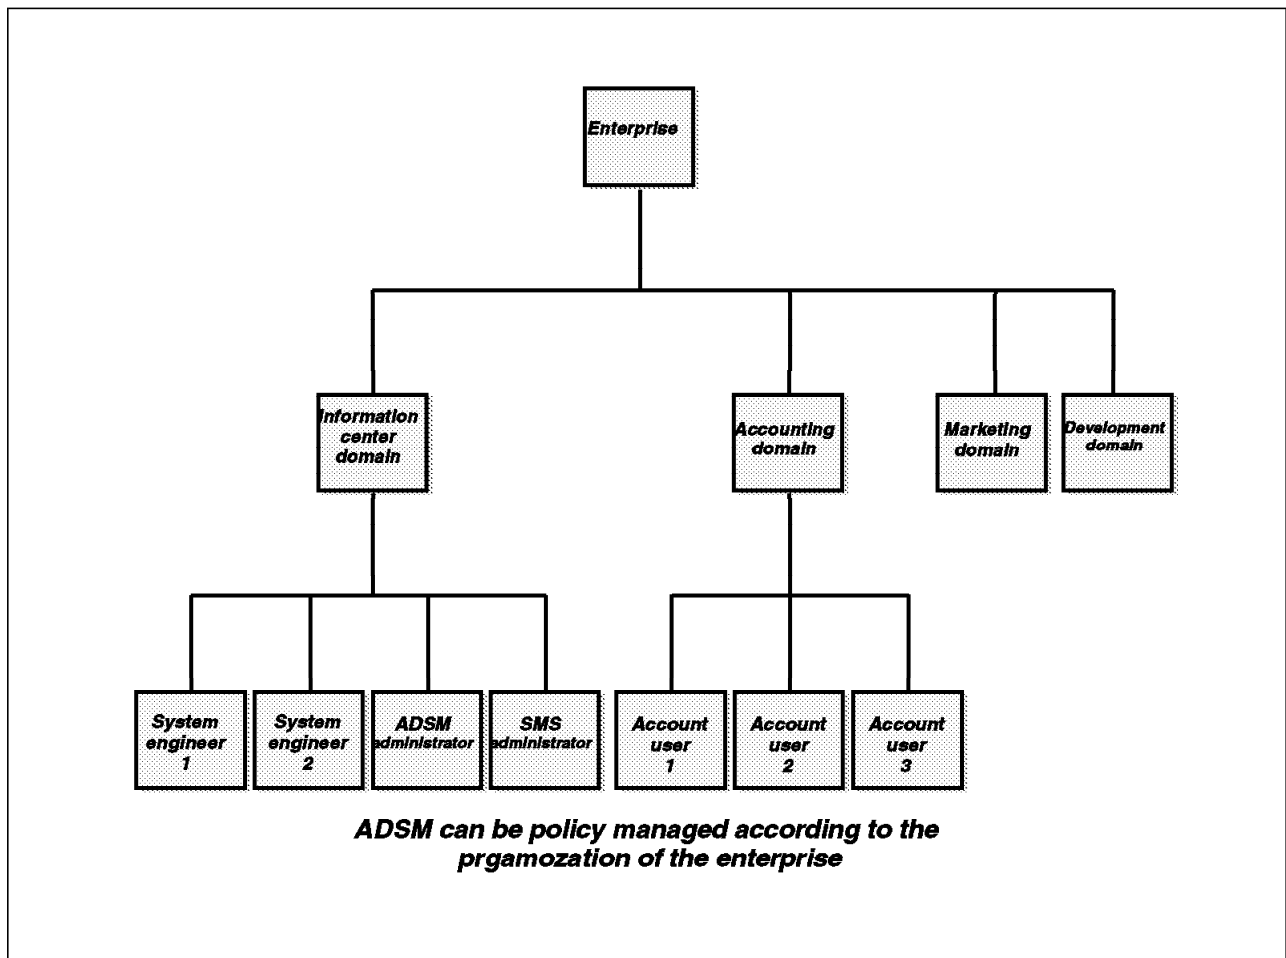 Enterprise
Information
center
domain
Accounting
domain
Marketing
domain
Development
domain
System
engineer
1
System
engineer
2
ADSM
administrator
SMS
administrator
Account
user
1
Account
user
2
Account
user
3
ADSM can be policy managed according to the
prgamozation of the enterprise